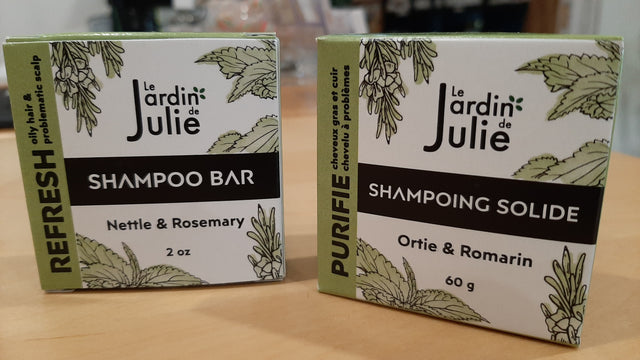 REFRESH
oily hair &
problematic scalp
Le
Jardin
de
Julie
SHAMPOO BAR
Nettle & Rosemary
2 oz
PURIFIE
cheveux gras et cuir
chevelu à problèmes
Le
Jardin
de
Julie
SHAMPOING SOLIDE
Ortie & Romarin
60 g